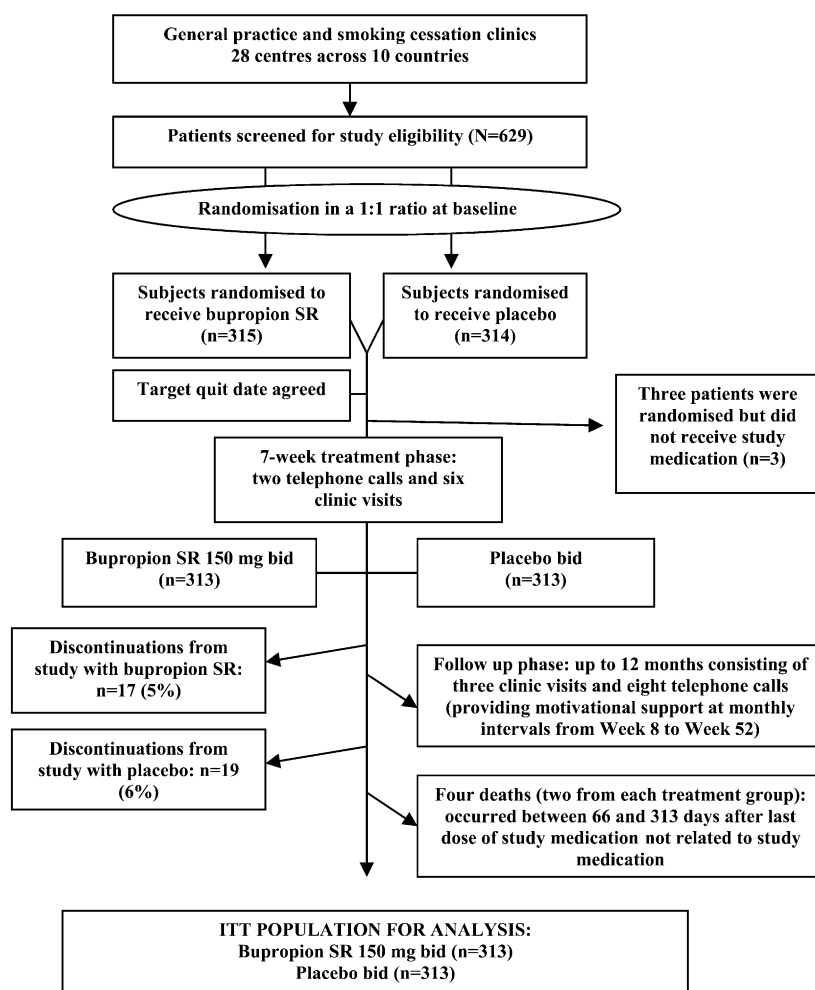 General practice and smoking cessation clinics
28 centres across 10 countries
Patients screened for study eligibility (N=629)
Randomisation in a 1:1 ratio at baseline
Subjects randomised to
receive bupropion SR
(n=315)
Subjects randomised
to receive placebo
(n=314)
Target quit date agreed
Three patients were
randomised but did
not receive study
medication (n=3)
7-week treatment phase:
two telephone calls and six
clinic visits
Bupropion SR 150 mg bid
(n=313)
Placebo bid
(n=313)
Discontinuations from
study with bupropion SR:
n=17 (5%)
Follow up phase: up to 12 months consisting of
three clinic visits and eight telephone calls
(providing motivational support at monthly
intervals from Week 8 to Week 52)
Discontinuations from
study with placebo: n=19
(6%)
Four deaths (two from each treatment group):
occurred between 66 and 313 days after last
dose of study medication not related to study
medication
ITT POPULATION FOR ANALYSIS:
Bupropion SR 150 mg bid (n=313)
Placebo bid (n=313)